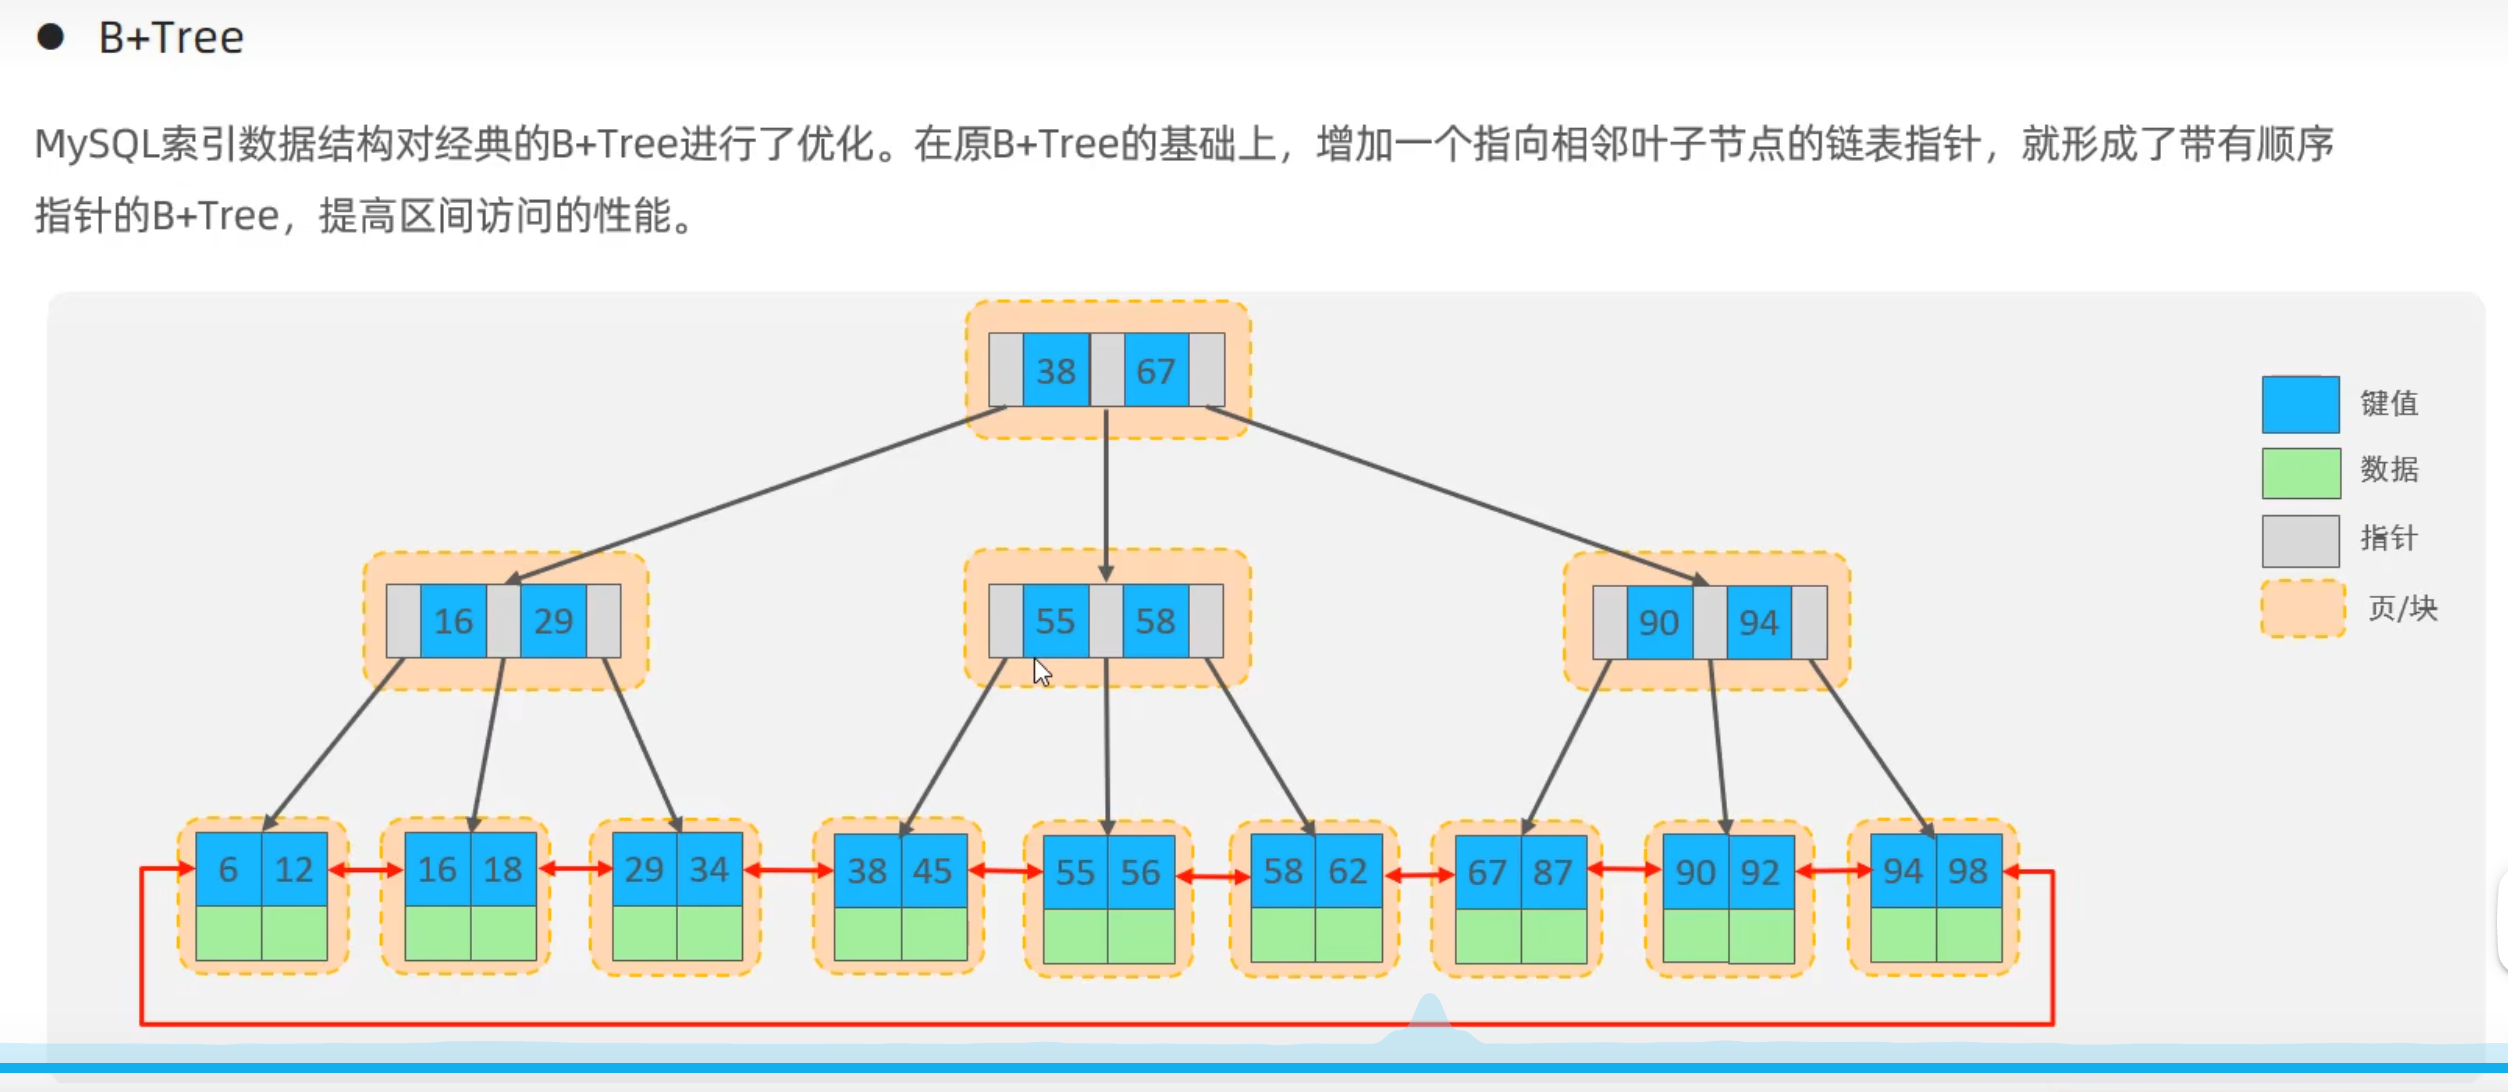 ● B+Tree
MySQL索引数据结构对经典的B+Tree进行了优化。在原B+Tree的基础上，增加一个指向相邻叶子节点的链表指针，就形成了带有顺序
指针的B+Tree，提高区间访问的性能。
38 67
键值
数据
指针
页/块
16 29 55 58 90 94
6 12 16 18 29 34 38 45 55 56 58 62 67 87 90 92 94 98